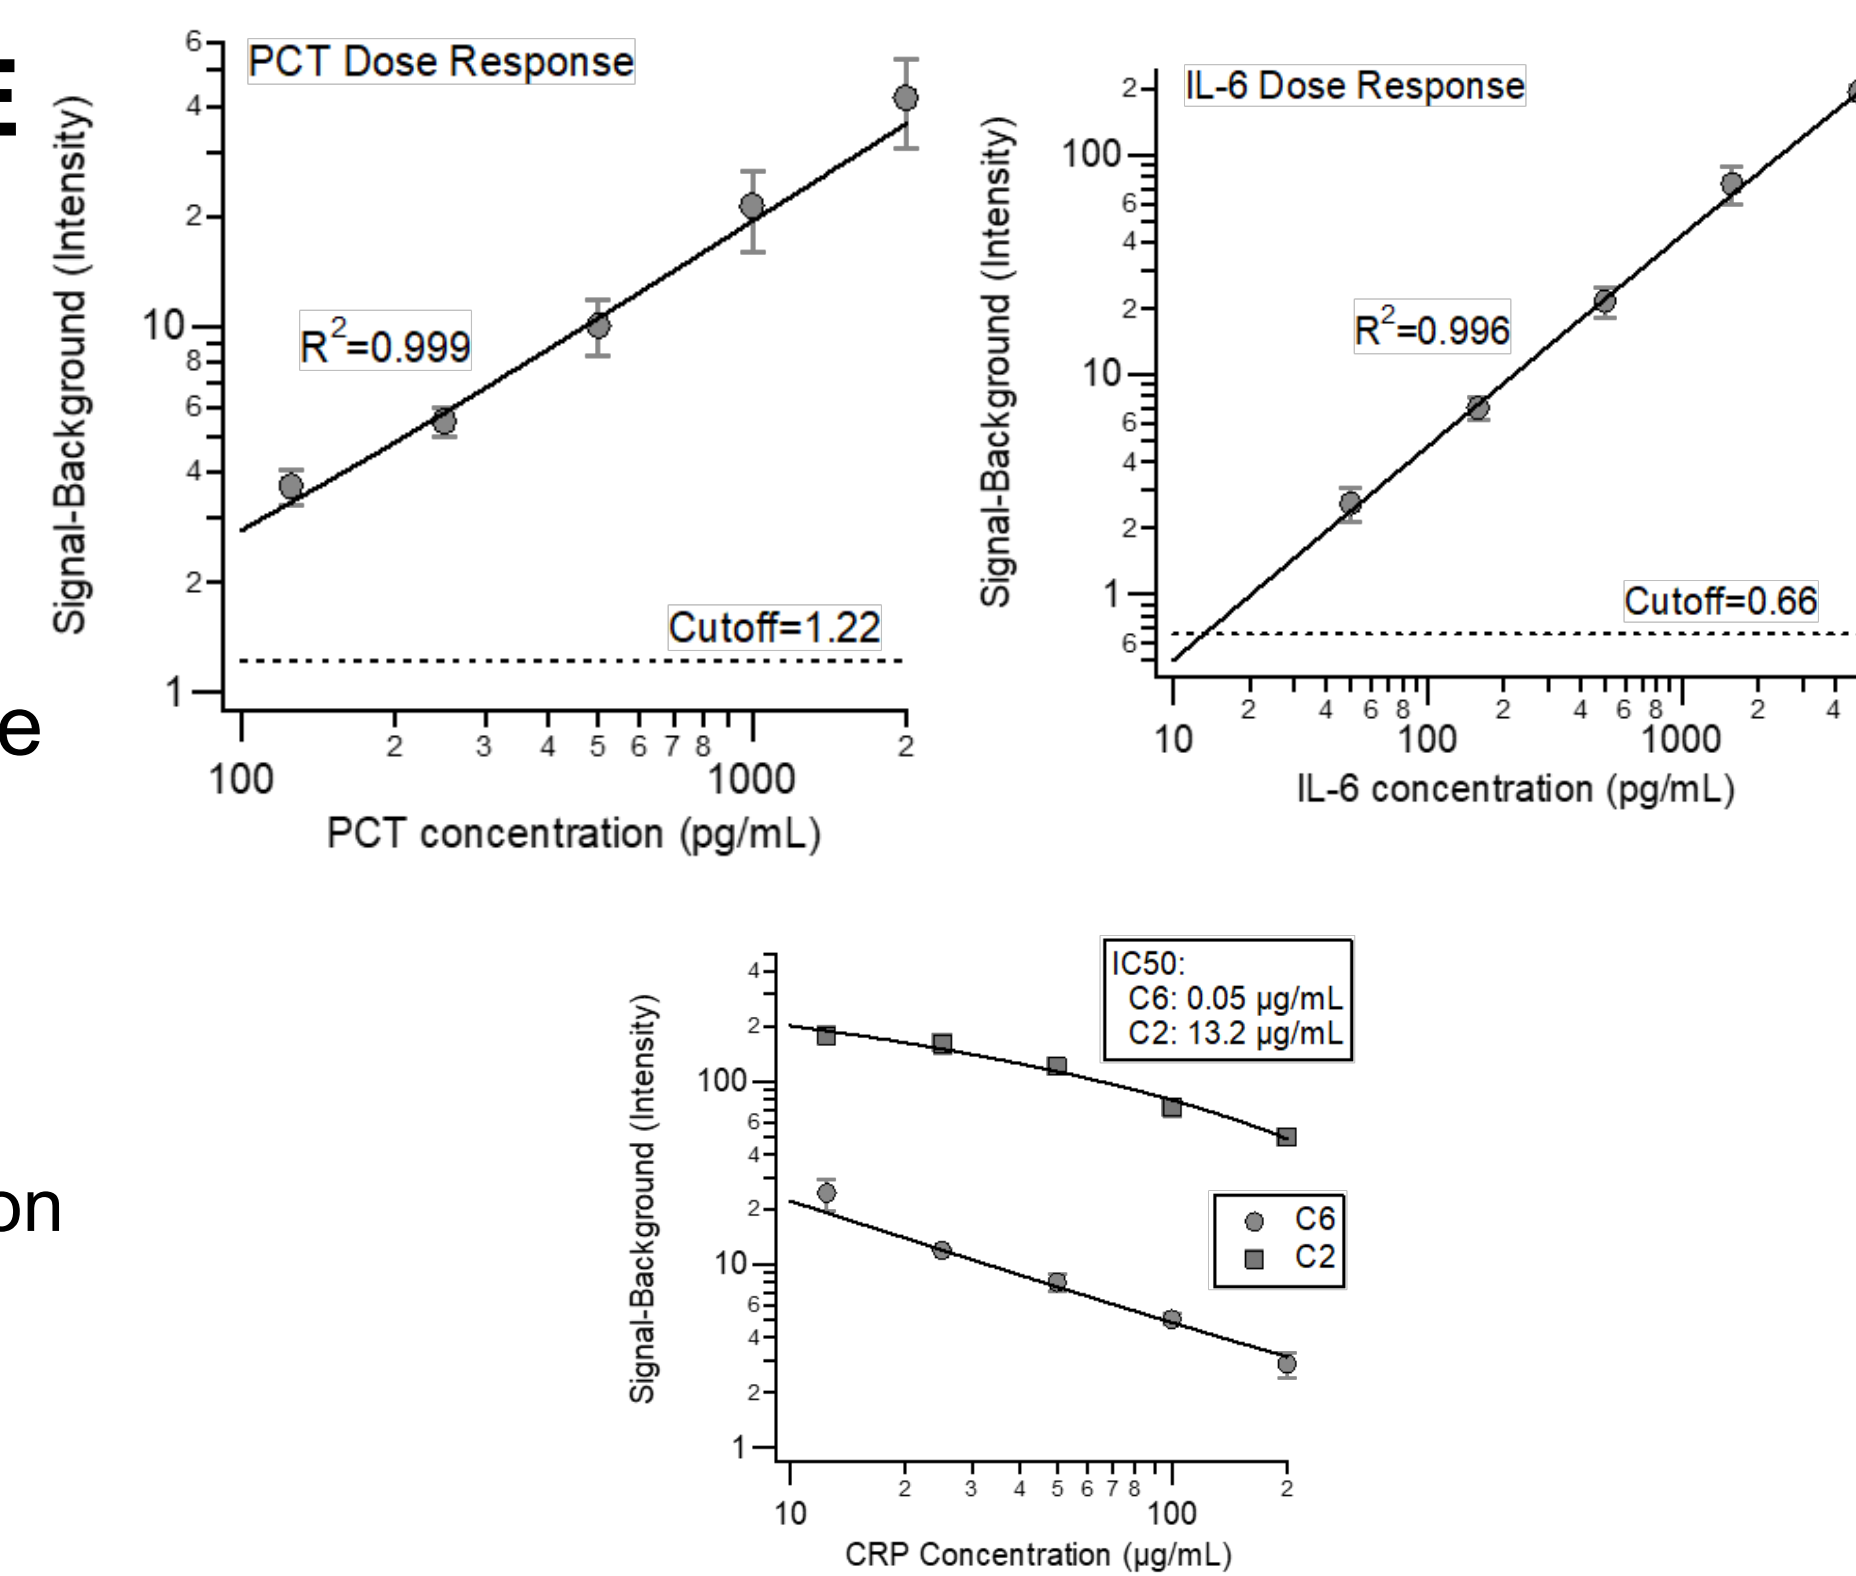 E
PCT Dose Response
6
4
2
10
8
6
4
2
1
Signal-Background (Intensity)
R²=0.999
Cutoff=1.22
2 3 4 5 6 7 8 2
100 1000
PCT concentration (pg/mL)
IL-6 Dose Response
2
100
6
4
2
10
6
4
2
1
6
Signal-Background (Intensity)
R²=0.996
Cutoff=0.66
2 4 6 8 2 4 6 8 2 4
10 100 1000
IL-6 concentration (pg/mL)
e
on
IC50:
C6: 0.05 µg/mL
C2: 13.2 µg/mL
4
2
100
6
4
2
10
6
4
2
1
Signal-Background (Intensity)
C6
C2
2 3 4 5 6 7 8 2
10 100
CRP Concentration (µg/mL)